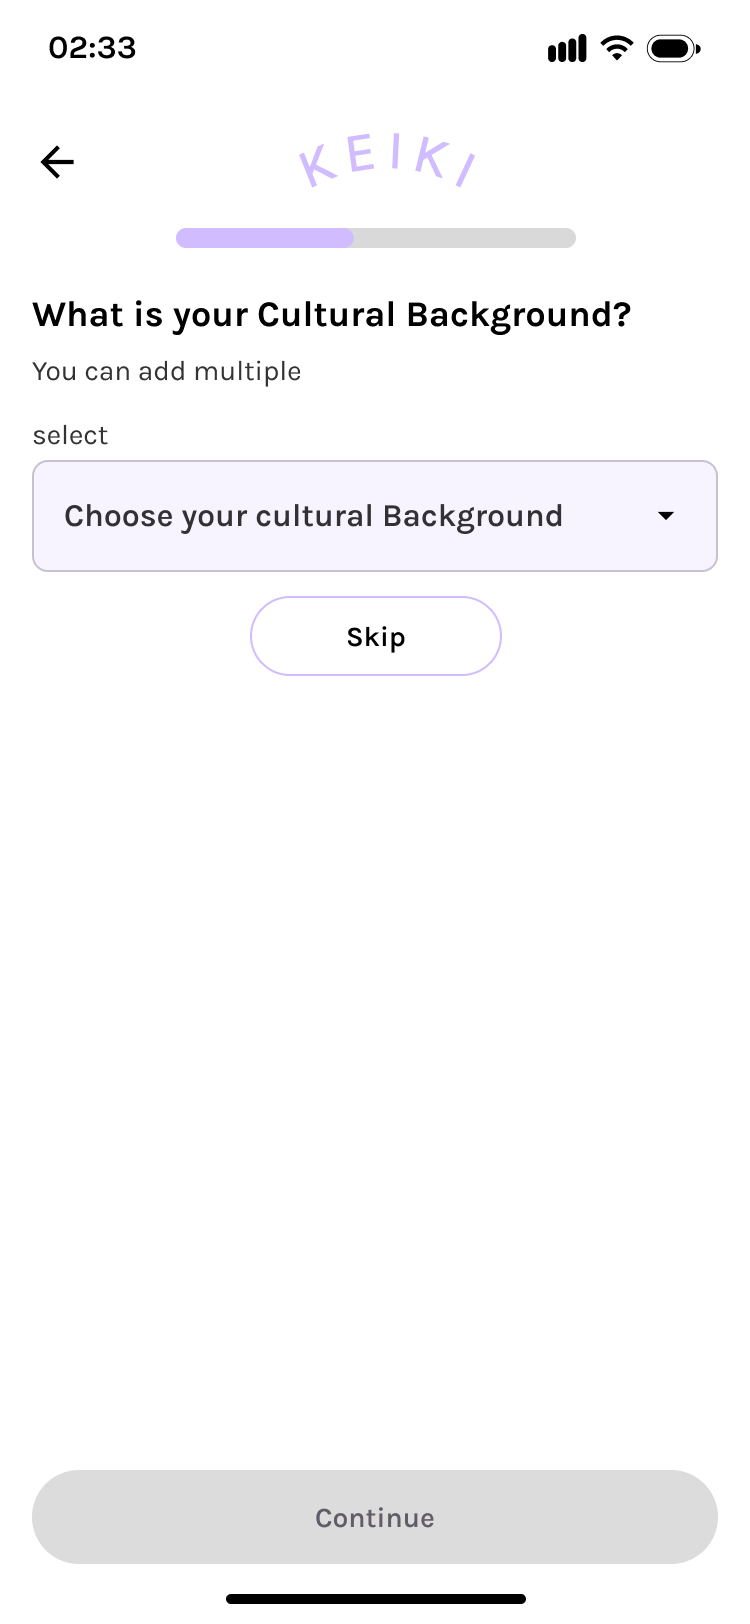 02:33
KEIKI
What is your Cultural Background?
You can add multiple
select
Choose your cultural Background
Skip
Continue